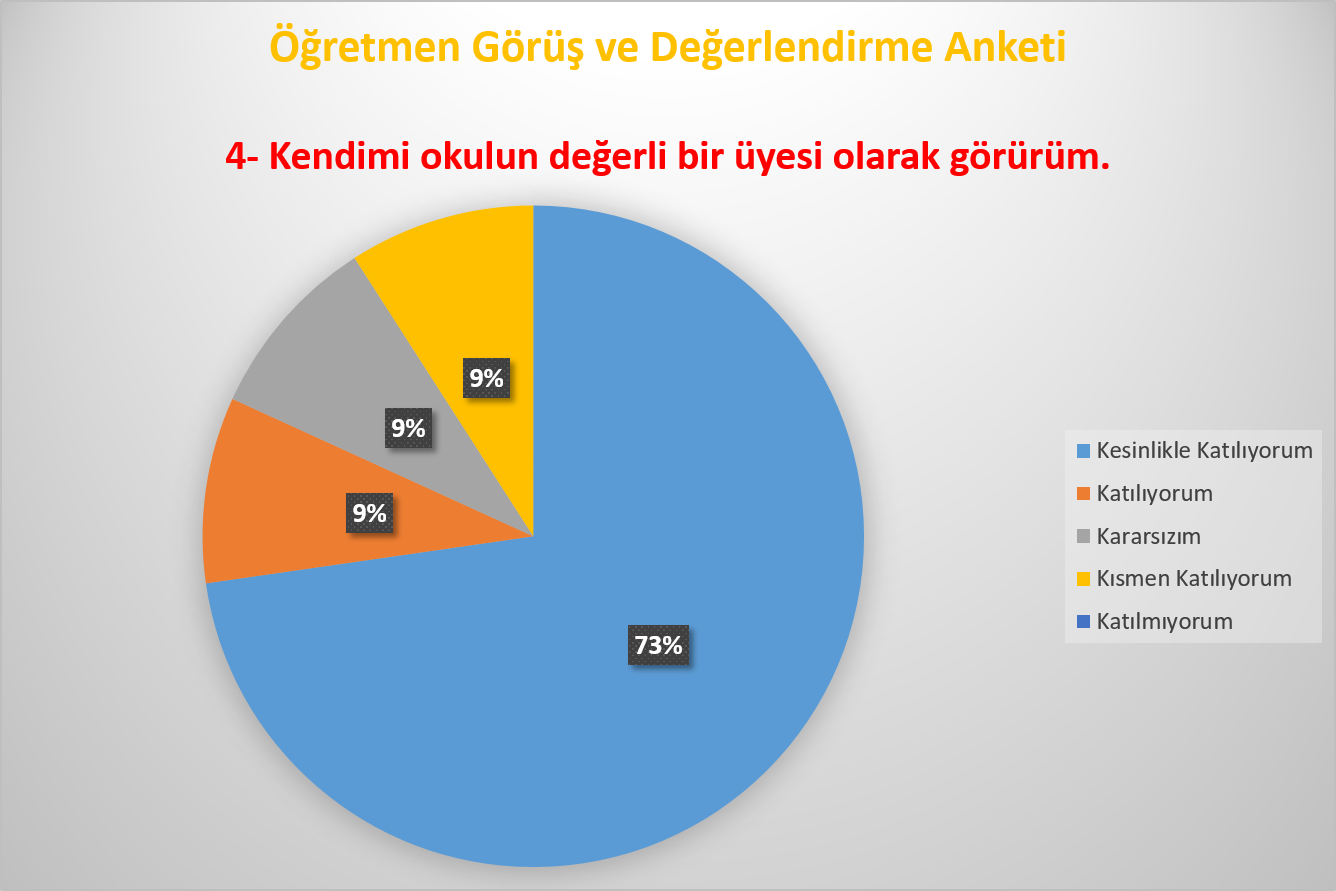 Öğretmen Görüş ve Değerlendirme Anketi
4- Kendimi okulun değerli bir üyesi olarak görürüm.
9%
9%
9%
73%
Kesinlikle Katılıyorum
Katılıyorum
Kararsızım
Kısmen Katılıyorum
Katılmıyorum